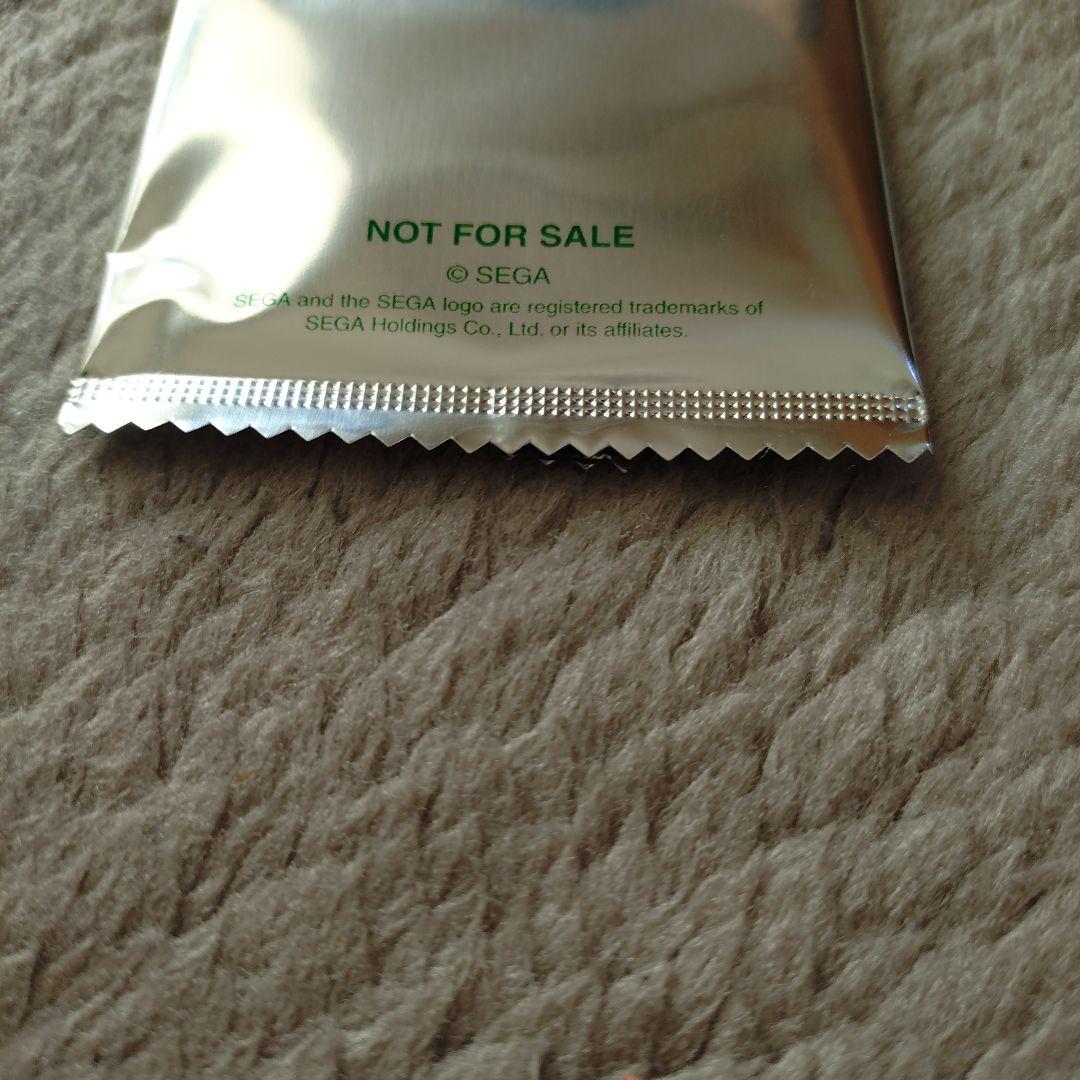 NOT FOR SALE
© SEGA
SEGA and the SEGA logo are registered trademarks of
SEGA Holdings Co., Ltd. or its affiliates.